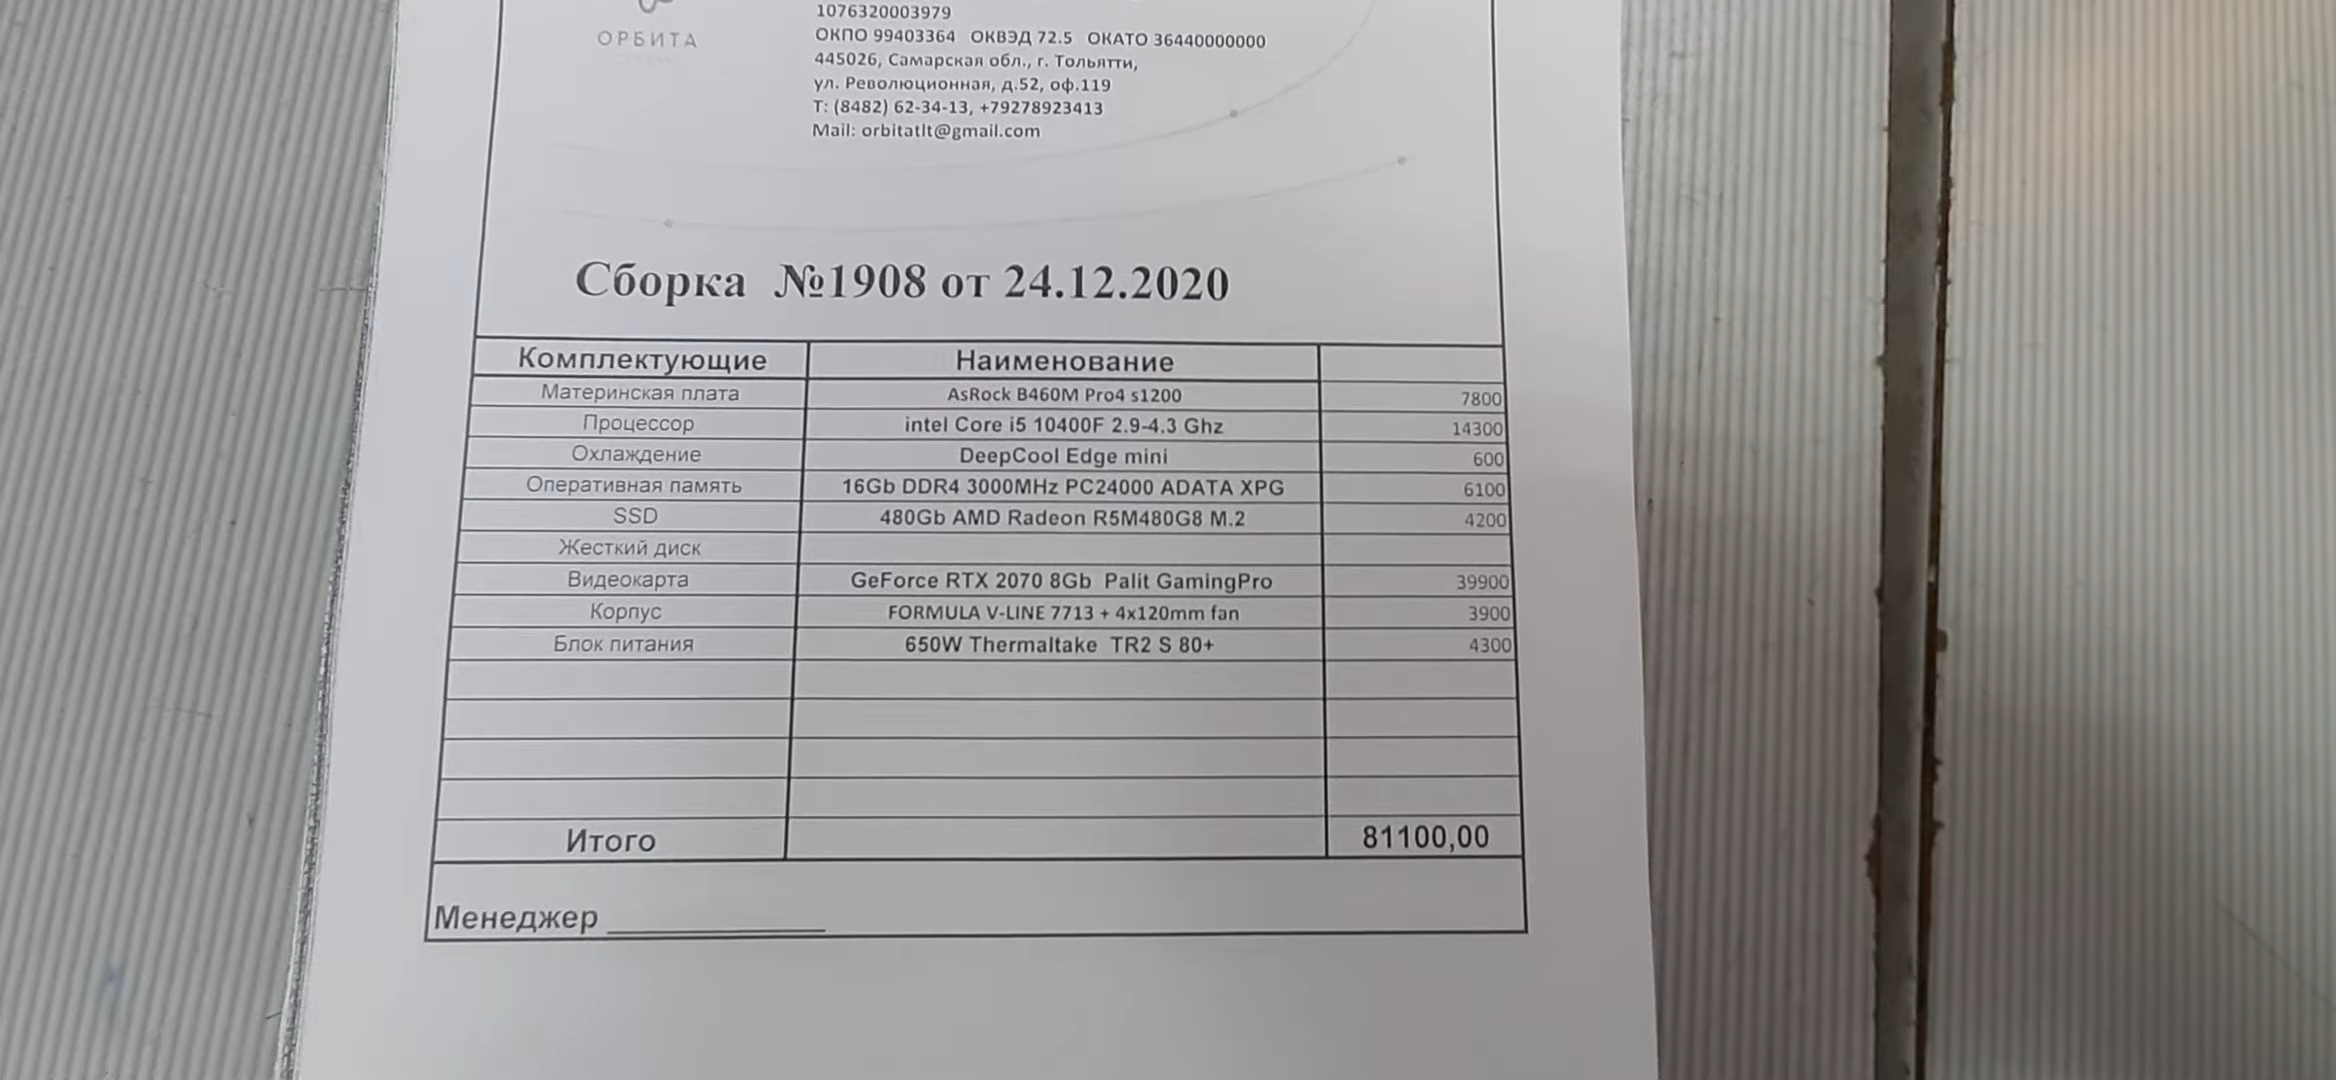 ОРБИТА
1076320003979
ОКПО 99403364 ОКВЭД 72.5 ОКАТО 36440000000
445026, Самарская обл., г. Тольятти,
ул. Революционная, д.52, оф.119
Т: (8482) 62-34-13, +79278923413
Mail: orbitatlt@gmail.com
Сборка №1908 от 24.12.2020
Комплектующие Наименование
Материнская плата AsRock B460M Pro4 s1200 7800
Процессор intel Core i5 10400F 2.9-4.3 Ghz 14300
Охлаждение DeepCool Edge mini 600
Оперативная память 16Gb DDR4 3000MHz PC24000 ADATA XPG 6100
SSD 480Gb AMD Radeon R5M480G8 M.2 4200
Жесткий диск
Видеокарта GeForce RTX 2070 8Gb Palit GamingPro 39900
Корпус FORMULA V-LINE 7713 + 4x120mm fan 3900
Блок питания 650W Thermaltake TR2 S 80+ 4300
Итого 81100,00
Менеджер